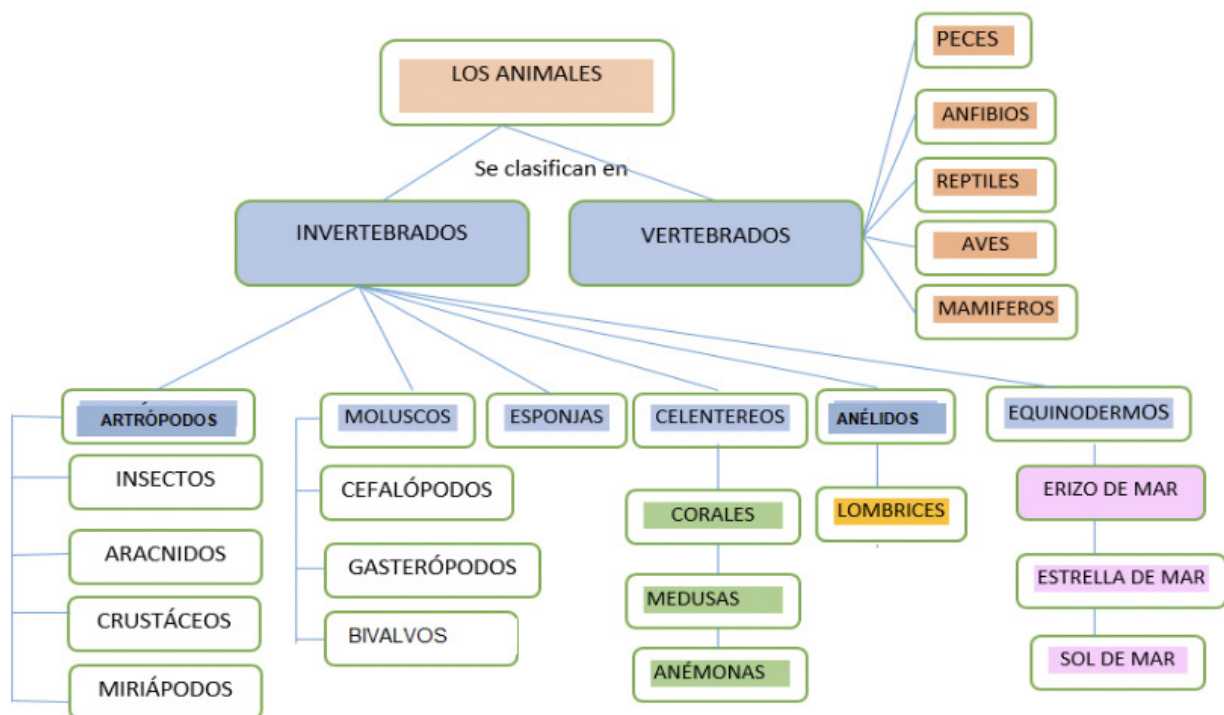 LOS ANIMALES
Se clasifican en
INVERTEBRADOS
VERTEBRADOS
PECES
ANFIBIOS
REPTILES
AVES
MAMIFEROS
ARTRÓPODOS
INSECTOS
ARACNIDOS
CRUSTÁCEOS
MIRIÁPODOS
MOLUSCOS
CEFALÓPODOS
GASTERÓPODOS
BIVALVOS
ESPONJAS
CELENTEREOS
CORALES
MEDUSAS
ANÉMONAS
ANÉLIDOS
LOMBRICES
EQUINODERMOS
ERIZO DE MAR
ESTRELLA DE MAR
SOL DE MAR